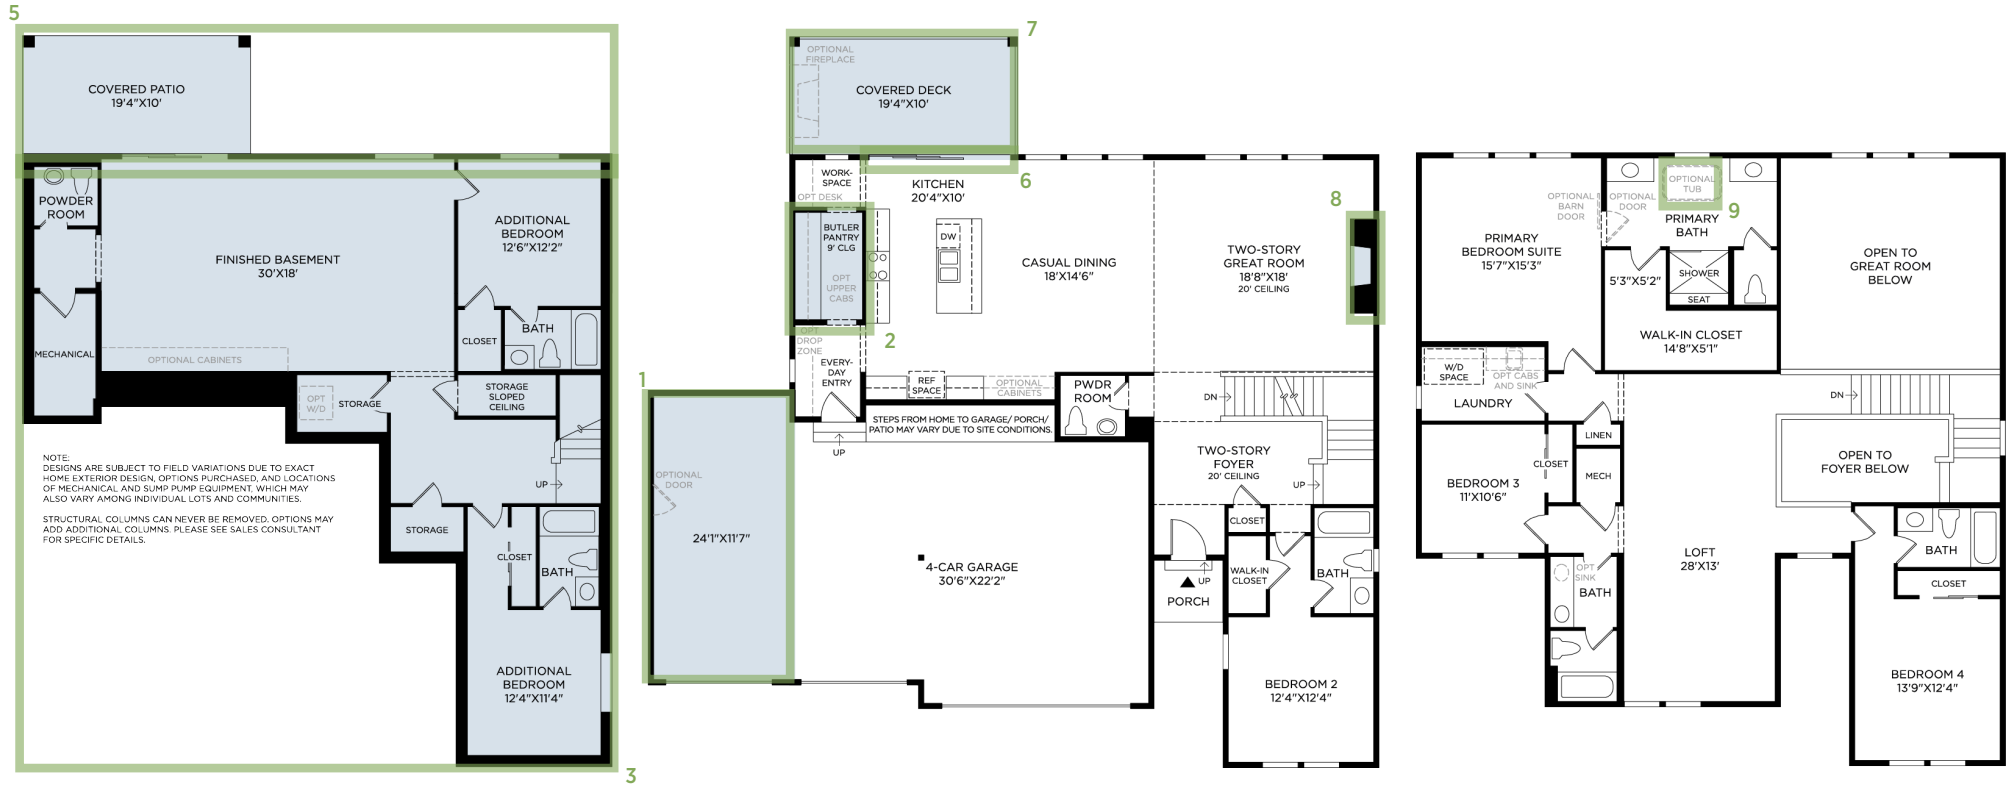 5
COVERED PATIO
19'4"X10'
POWDER
ROOM
FINISHED BASEMENT
30'X18'
ADDITIONAL
BEDROOM
12'6"X12'2"
MECHANICAL
OPTIONAL CABINETS
CLOSET
BATH
OPT
W/D
STORAGE
STORAGE
SLOPED
CEILING
UP
STORAGE
CLOSET
BATH
ADDITIONAL
BEDROOM
12'4"X11'4"
NOTE:
DESIGNS ARE SUBJECT TO FIELD VARIATIONS DUE TO EXACT
HOME EXTERIOR DESIGN, OPTIONS PURCHASED, AND LOCATIONS
OF MECHANICAL AND SUMP PUMP EQUIPMENT, WHICH MAY
ALSO VARY AMONG INDIVIDUAL LOTS AND COMMUNITIES.
STRUCTURAL COLUMNS CAN NEVER BE REMOVED. OPTIONS MAY
ADD ADDITIONAL COLUMNS. PLEASE SEE SALES CONSULTANT
FOR SPECIFIC DETAILS.
3
7
OPTIONAL
FIREPLACE
COVERED DECK
19'4"X10'
6
WORK-
SPACE
OPT DESK
KITCHEN
20'4"X10'
BUTLER
PANTRY
9' CLG
OPT
UPPER
CABS
2
DW
CASUAL DINING
18'X14'6"
TWO-STORY
GREAT ROOM
18'8"X18'
20' CEILING
8
OPT
DROP
ZONE
EVERY-
DAY
ENTRY
REF
SPACE
OPTIONAL
CABINETS
PWDR
ROOM
DN
STEPS FROM HOME TO GARAGE/ PORCH/
PATIO MAY VARY DUE TO SITE CONDITIONS.
UP
1
OPTIONAL
DOOR
24'1"X11'7"
4-CAR GARAGE
30'6"X22'2"
TWO-STORY
FOYER
20' CEILING
UP
CLOSET
WALK-IN
CLOSET
BATH
UP
PORCH
BEDROOM 2
12'4"X12'4"
PRIMARY
BEDROOM SUITE
15'7"X15'3"
OPTIONAL
BARN
DOOR
OPTIONAL
DOOR
OPTIONAL
TUB
9
PRIMARY
BATH
5'3"X5'2"
SHOWER
SEAT
WALK-IN CLOSET
14'8"X5'1"
OPEN TO
GREAT ROOM
BELOW
W/D
SPACE
OPT CABS
AND SINK
LAUNDRY
DN
LINEN
OPEN TO
FOYER BELOW
CLOSET
MECH
BEDROOM 3
11'X10'6"
LOFT
28'X13'
OPT
SINK
BATH
BATH
CLOSET
BEDROOM 4
13'9"X12'4"